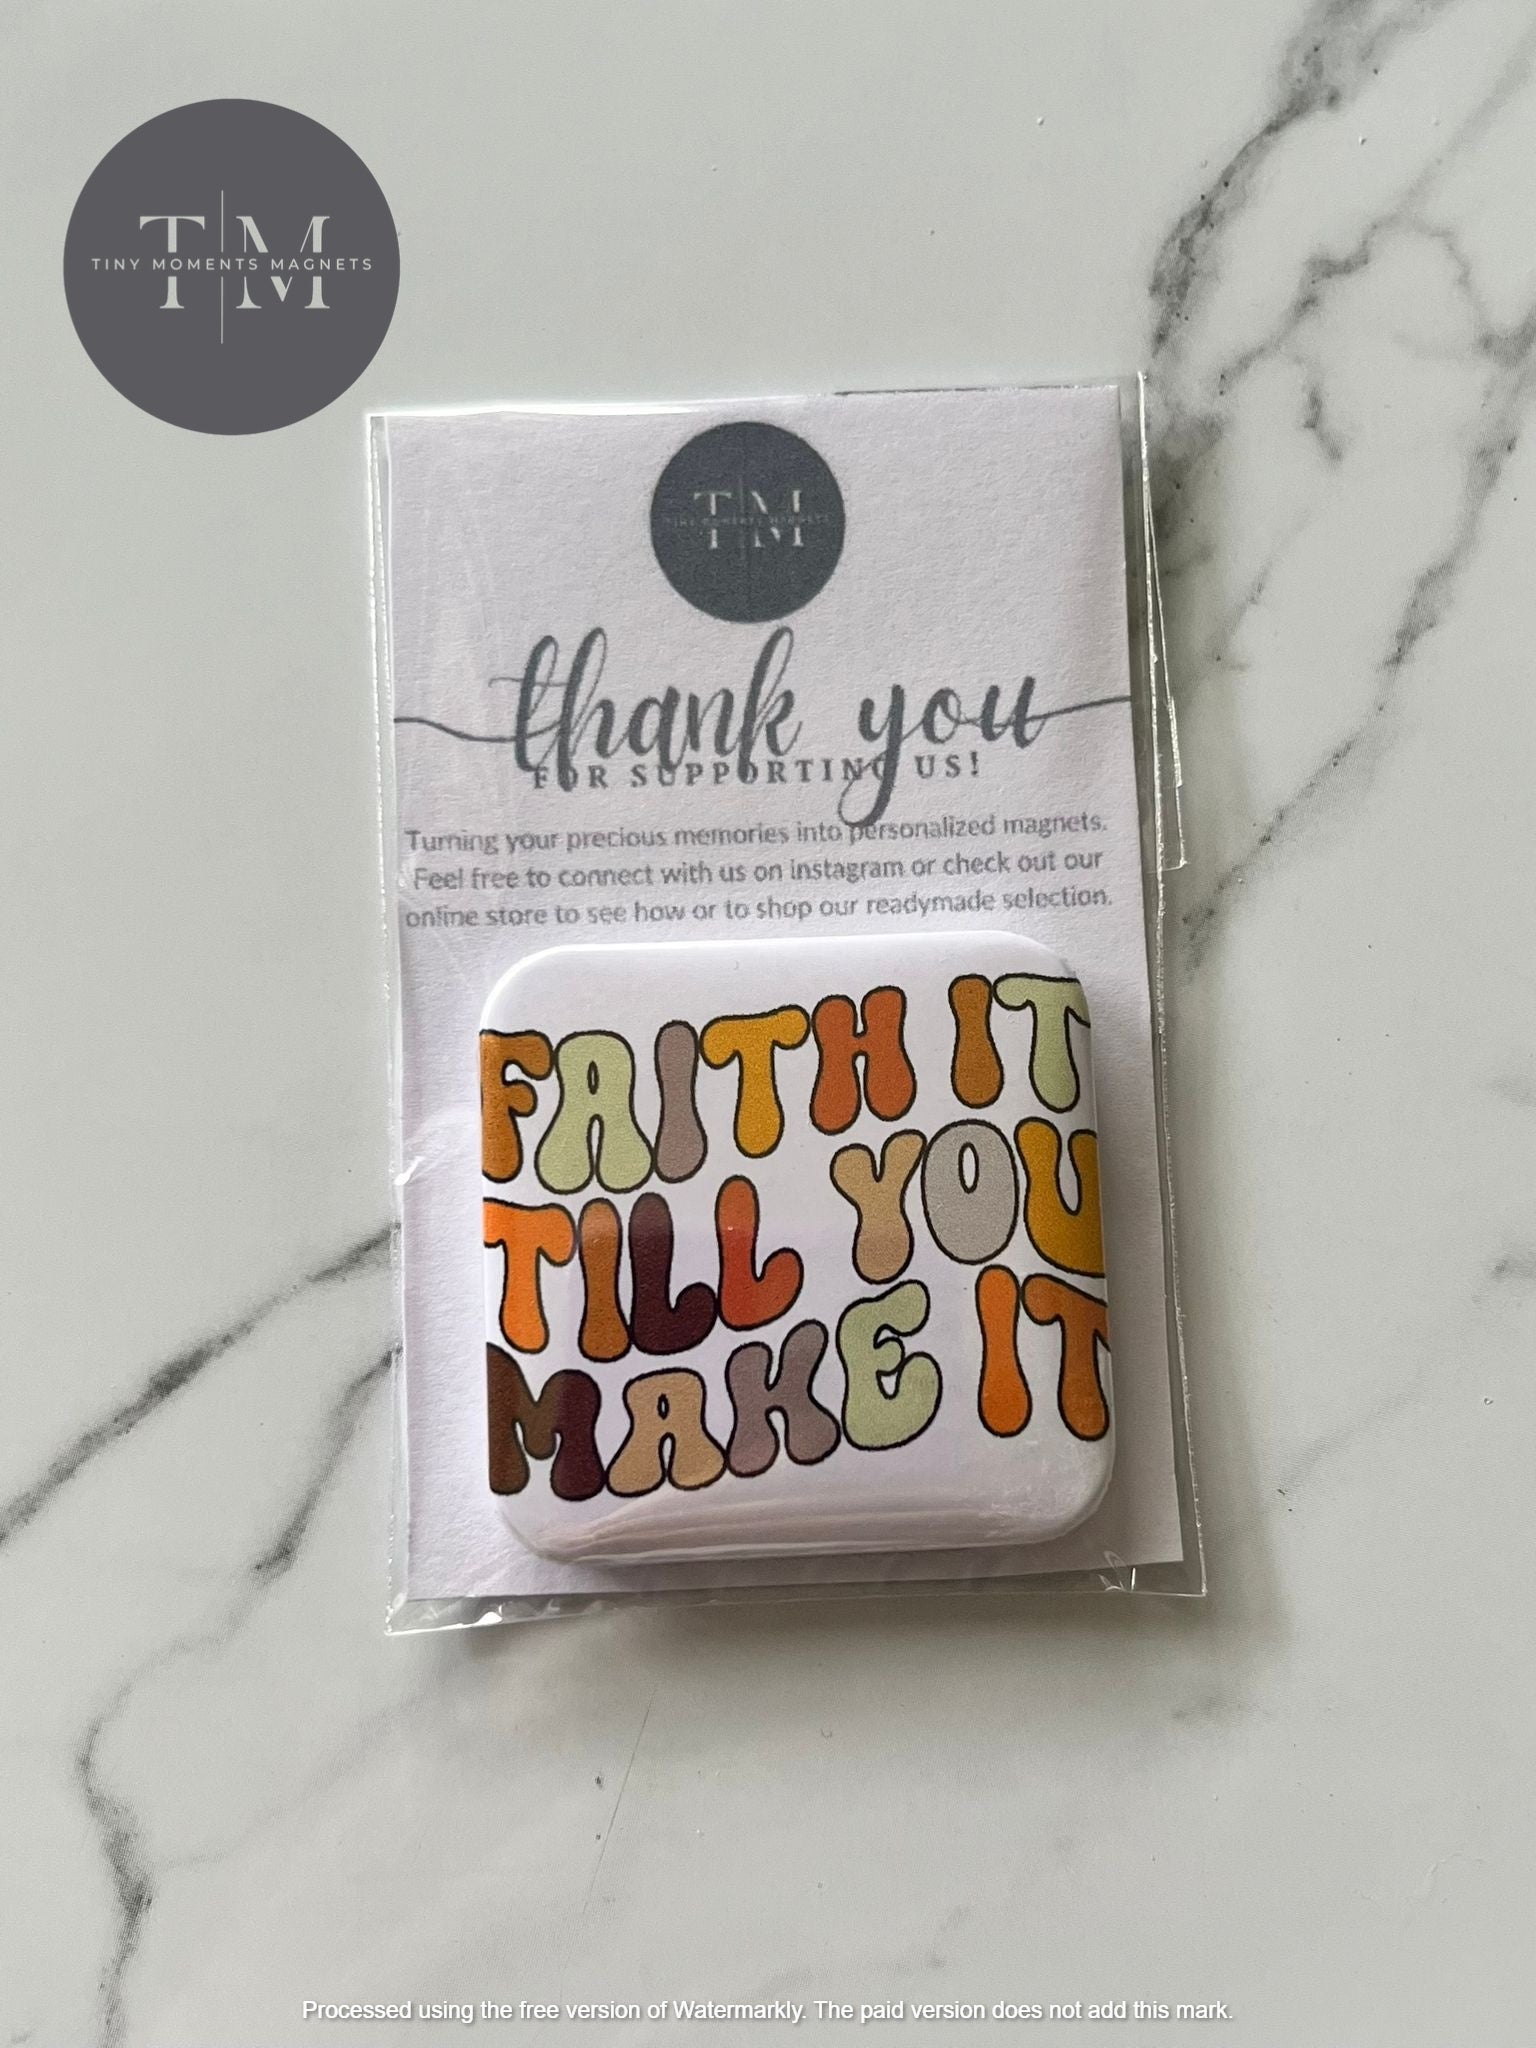 T M
TINY MOMENTS MAGNETS
T M
TINY MOMENTS MAGNETS
thank you
FOR SUPPORTING US!
Turning your precious memories into personalized magnets.
Feel free to connect with us on instagram or check out our
online store to see how or to shop our readymade selection.
FAITH IT
TILL YOU
MAKE IT
Processed using the free version of Watermarkly. The paid version does not add this mark.